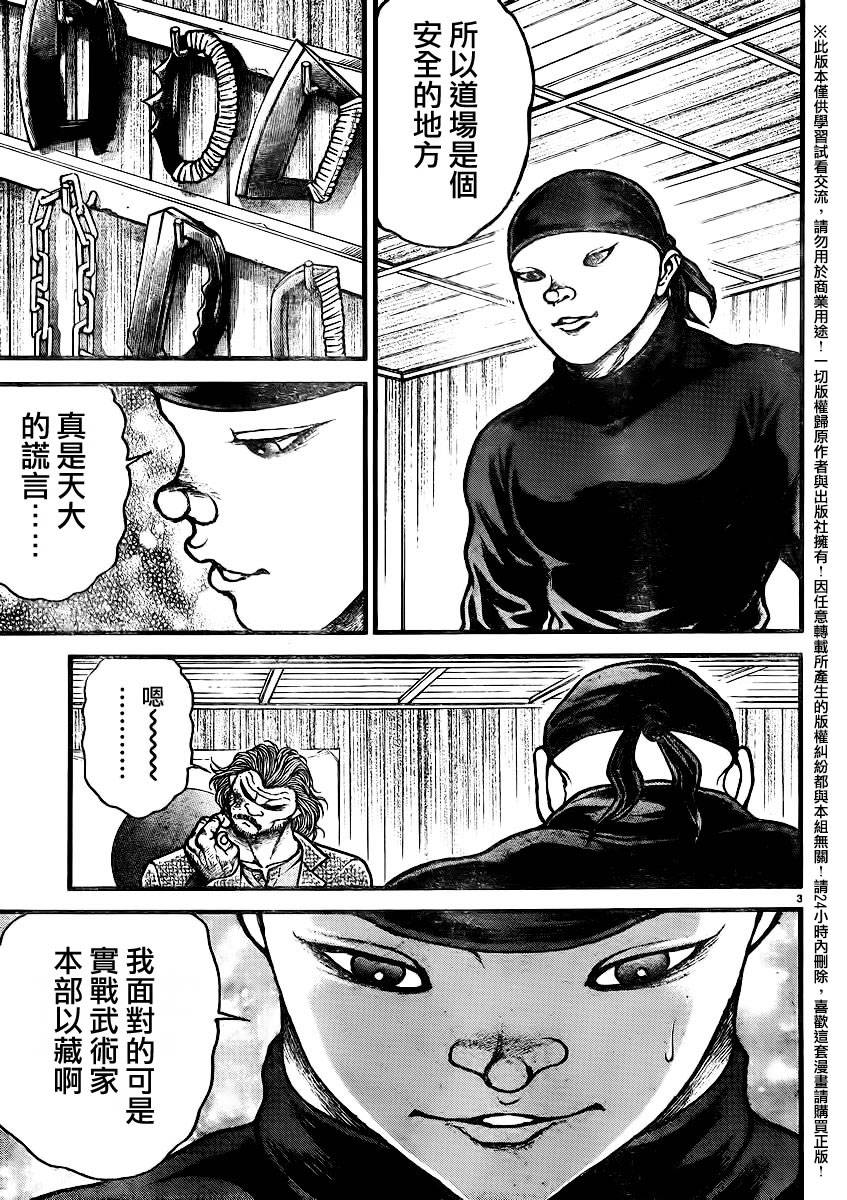 所以道場是個
安全的地方
真是天大
的謊言……
嗯～～～
………
3
我面對的可是
實戰武術家
本部以藏啊
※此版本僅供學習試看交流，請勿用於商業用途！一切版權歸原作者與出版社擁有！因任意轉載所產生的版權糾紛都與本組無關！請24小時內刪除，喜歡這套漫畫請購買正版！